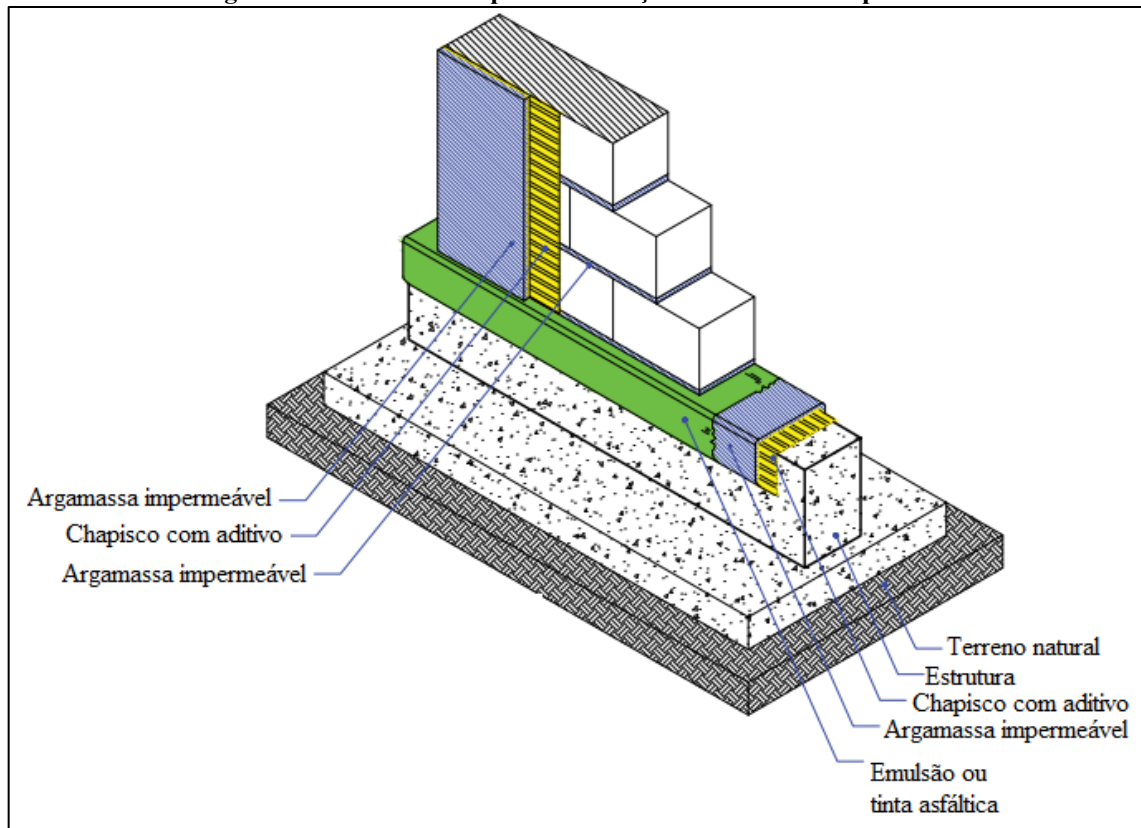 Argamassa impermeável
Chapisco com aditivo
Argamassa impermeável
Terreno natural
Estrutura
Chapisco com aditivo
Argamassa impermeável
Emulsão ou
tinta asfáltica